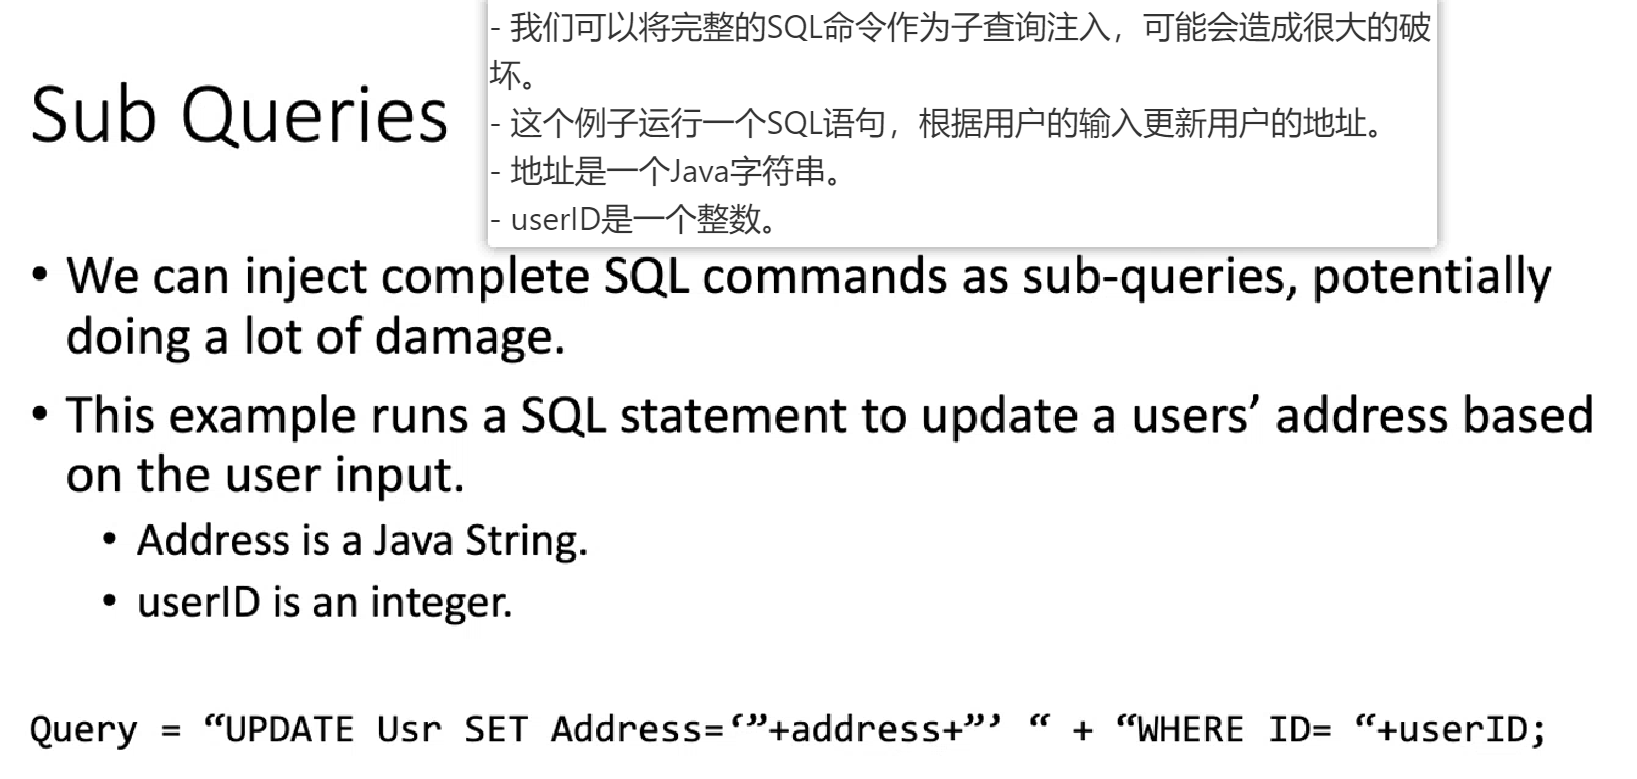 - 我们可以将完整的SQL命令作为子查询注入，可能会造成很大的破
坏。
- 这个例子运行一个SQL语句，根据用户的输入更新用户的地址。
- 地址是一个Java字符串。
- userID是一个整数。
Sub Queries
• We can inject complete SQL commands as sub-queries, potentially
doing a lot of damage.
• This example runs a SQL statement to update a users’ address based
on the user input.
• Address is a Java String.
• userID is an integer.
Query = “UPDATE Usr SET Address=‘”+address+”’ “ + “WHERE ID= “+userID;